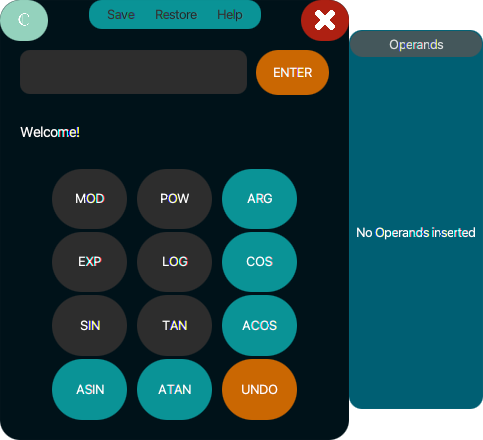 ℂ
Save Restore Help
Operands
ENTER
Welcome!
No Operands inserted
MOD POW ARG
EXP LOG COS
SIN TAN ACOS
ASIN ATAN UNDO